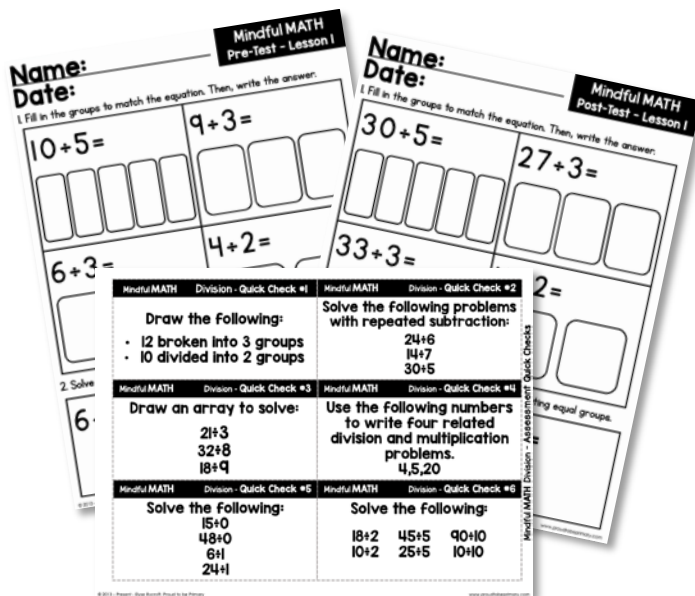 Mindful MATH
Pre-Test - Lesson 1
Name:
Date:
1. Fill in the groups to match the equation. Then, write the answer.
10÷5=
9÷3=
6÷3=
4÷2=
2. Solve
6
Mindful MATH
Post-Test - Lesson 1
Name:
Date:
1. Fill in the groups to match the equation. Then, write the answer.
30÷5=
27÷3=
33÷3=
2=
ting equal groups.
=
Mindful MATH Division - Quick Check #1
Draw the following:
• 12 broken into 3 groups
• 10 divided into 2 groups
Mindful MATH Division - Quick Check #2
Solve the following problems
with repeated subtraction:
24÷6
14÷7
30÷5
Mindful MATH Division - Quick Check #3
Draw an array to solve:
21÷3
32÷8
18÷9
Mindful MATH Division - Quick Check #4
Use the following numbers
to write four related
division and multiplication
problems.
4,5,20
Mindful MATH Division - Quick Check #5
Solve the following:
15÷0
48÷0
6÷1
24÷1
Mindful MATH Division - Quick Check #6
Solve the following:
18÷2 45÷5 90÷10
10÷2 25÷5 10÷10
Mindful MATH Division - Assessment Quick Checks